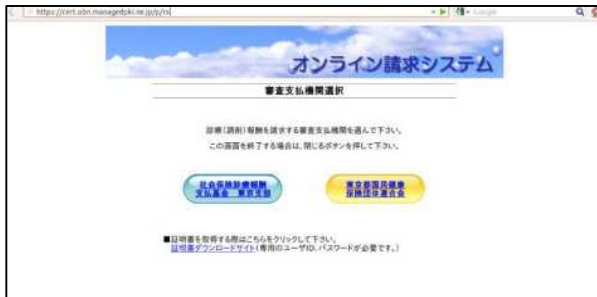 https://cert.obn.managedpki.ne.jp/p/rs
Google
オンライン請求システム
審査支払機関選択
診療(調剤)報酬を請求する審査支払機関を選んで下さい。
この画面を終了する場合は、閉じるボタンを押して下さい。
社会保険診療報酬
支払基金 東京支部
東京都国民健康
保険団体連合会
■証明書を取得する際はこちらをクリックして下さい。
証明書ダウンロードサイト(専用のユーザID、パスワードが必要です。)